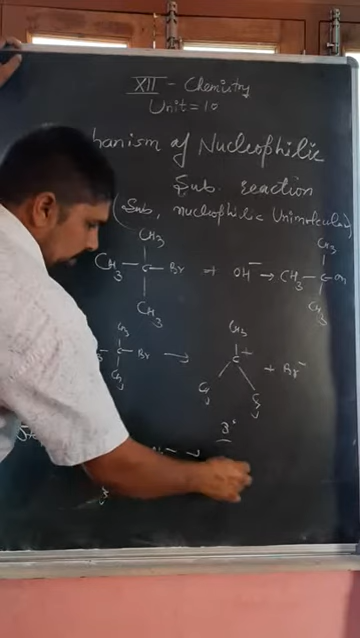 XII - Chemistry
Unit = 10
hanism of Nucleophilic
Sub. reaction
(Sub, nucleophilic Unimolecular)
CH3 CH3
CH3 — C — Br + OH⁻ → CH3 — C — OH
CH3 CH3
CH3 CH3
C — Br → C + + Br⁻
CH3 CH3 CH3
3°